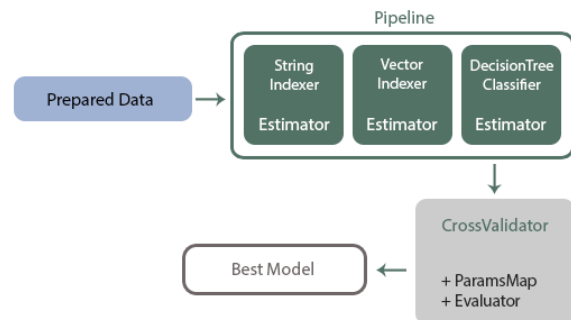 Pipeline
String
Indexer
Estimator
Vector
Indexer
Estimator
DecisionTree
Classifier
Estimator
Prepared Data
CrossValidator
+ ParamsMap
+ Evaluator
Best Model